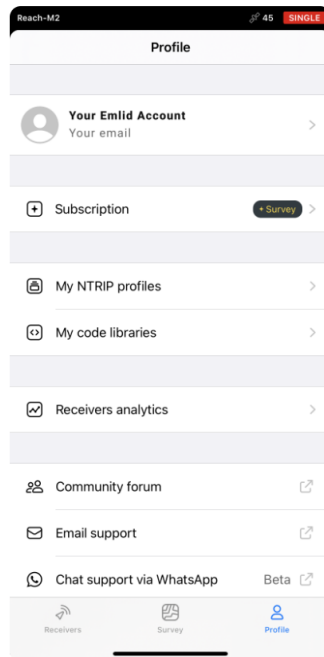 Reach-M2 45 SINGLE
Profile
Your Emlid Account
Your email
Subscription + Survey
My NTRIP profiles
My code libraries
Receivers analytics
Community forum
Email support
Chat support via WhatsApp Beta
Receivers Survey Profile